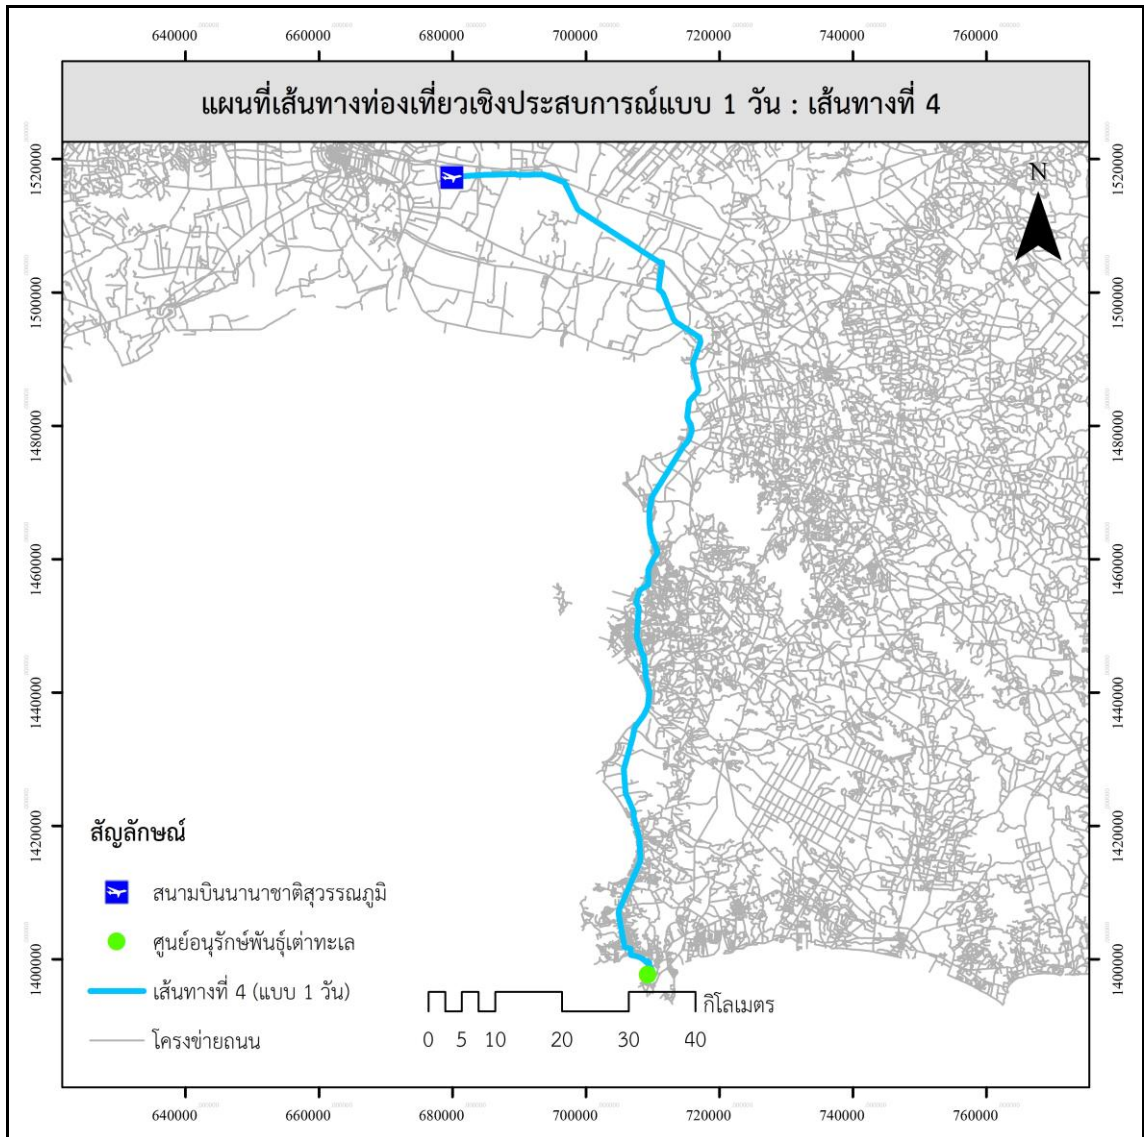 640000 660000 680000 700000 720000 740000 760000
แผนที่เส้นทางท่องเที่ยวเชิงประสบการณ์แบบ 1 วัน : เส้นทางที่ 4
N
1520000 1520000
1500000 1500000
1480000 1480000
1460000 1460000
1440000 1440000
1420000 1420000
1400000 1400000
สัญลักษณ์
สนามบินนานาชาติสุวรรณภูมิ
ศูนย์อนุรักษ์พันธุ์เต่าทะเล
เส้นทางที่ 4 (แบบ 1 วัน)
โครงข่ายถนน
กิโลเมตร
0 5 10 20 30 40
640000 660000 680000 700000 720000 740000 760000